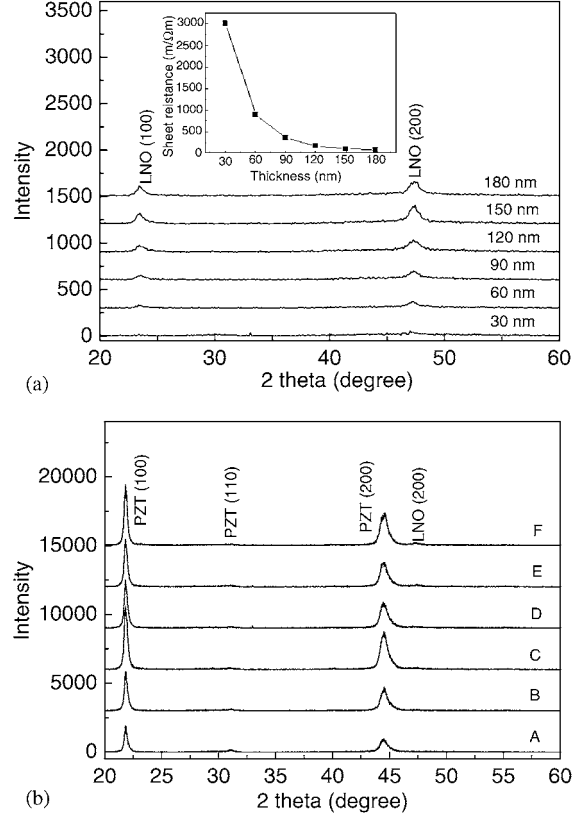 3500
3000
2500
2000
1500
1000
500
0
Intensity
20
30
40
50
60
2 theta (degree)
(a)
LNO (100)
LNO (200)
180 nm
150 nm
120 nm
90 nm
60 nm
30 nm
Sheet reistance (m/Ωm)
3000
2500
2000
1500
1000
500
0
30 60 90 120 150 180
Thickness (nm)
20000
15000
10000
5000
0
Intensity
PZT (100)
PZT (110)
PZT (200)
LNO (200)
F
E
D
C
B
A
20 25 30 35 40 45 50 55 60
2 theta (degree)
(b)